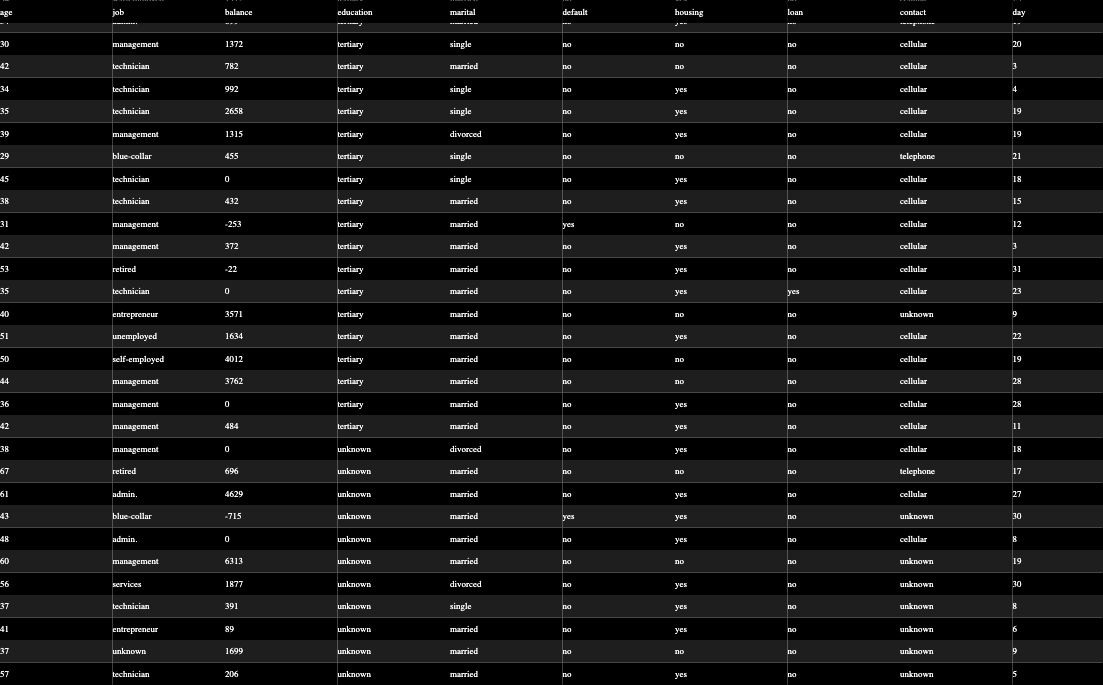 age job balance education marital default housing loan contact day
30 management 1372 tertiary single no no no cellular 20
42 technician 782 tertiary married no no no cellular 3
34 technician 992 tertiary single no yes no cellular 4
35 technician 2658 tertiary single no yes no cellular 19
39 management 1315 tertiary divorced no yes no cellular 19
29 blue-collar 455 tertiary single no no no telephone 21
45 technician 0 tertiary single no yes no cellular 18
38 technician 432 tertiary married no yes no cellular 15
31 management -253 tertiary married yes no no cellular 12
42 management 372 tertiary married no yes no cellular 3
53 retired -22 tertiary married no yes no cellular 31
35 technician 0 tertiary married no yes yes cellular 23
40 entrepreneur 3571 tertiary married no no no unknown 9
51 unemployed 1634 tertiary married no yes no cellular 22
50 self-employed 4012 tertiary married no no no cellular 19
44 management 3762 tertiary married no no no cellular 28
36 management 0 tertiary married no yes no cellular 28
42 management 484 tertiary married no yes no cellular 11
38 management 0 unknown divorced no yes no cellular 18
67 retired 696 unknown married no no no telephone 17
61 admin. 4629 unknown married no yes no cellular 27
43 blue-collar -715 unknown married yes yes no unknown 30
48 admin. 0 unknown married no yes no cellular 8
60 management 6313 unknown married no no no unknown 19
56 services 1877 unknown divorced no yes no unknown 30
37 technician 391 unknown single no yes no unknown 8
41 entrepreneur 89 unknown married no yes no unknown 6
37 unknown 1699 unknown married no no no unknown 9
57 technician 206 unknown married no yes no unknown 5